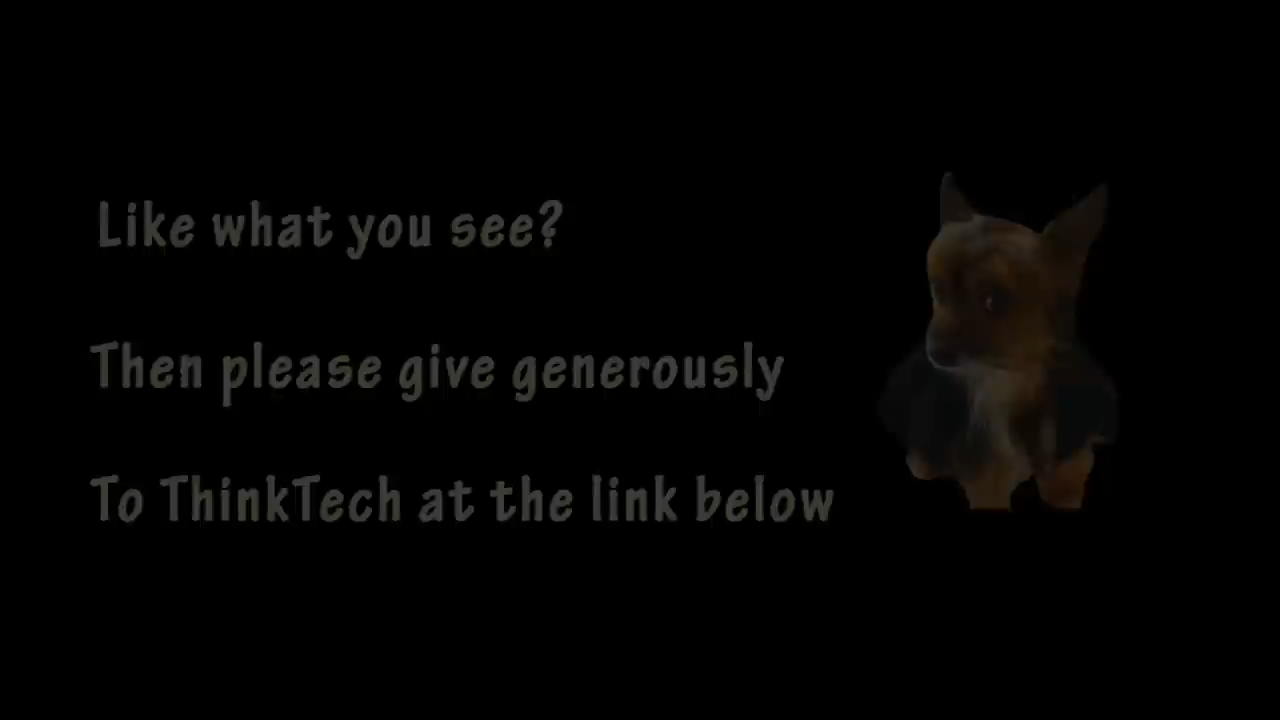 Like what you see?
Then please give generously
To ThinkTech at the link below